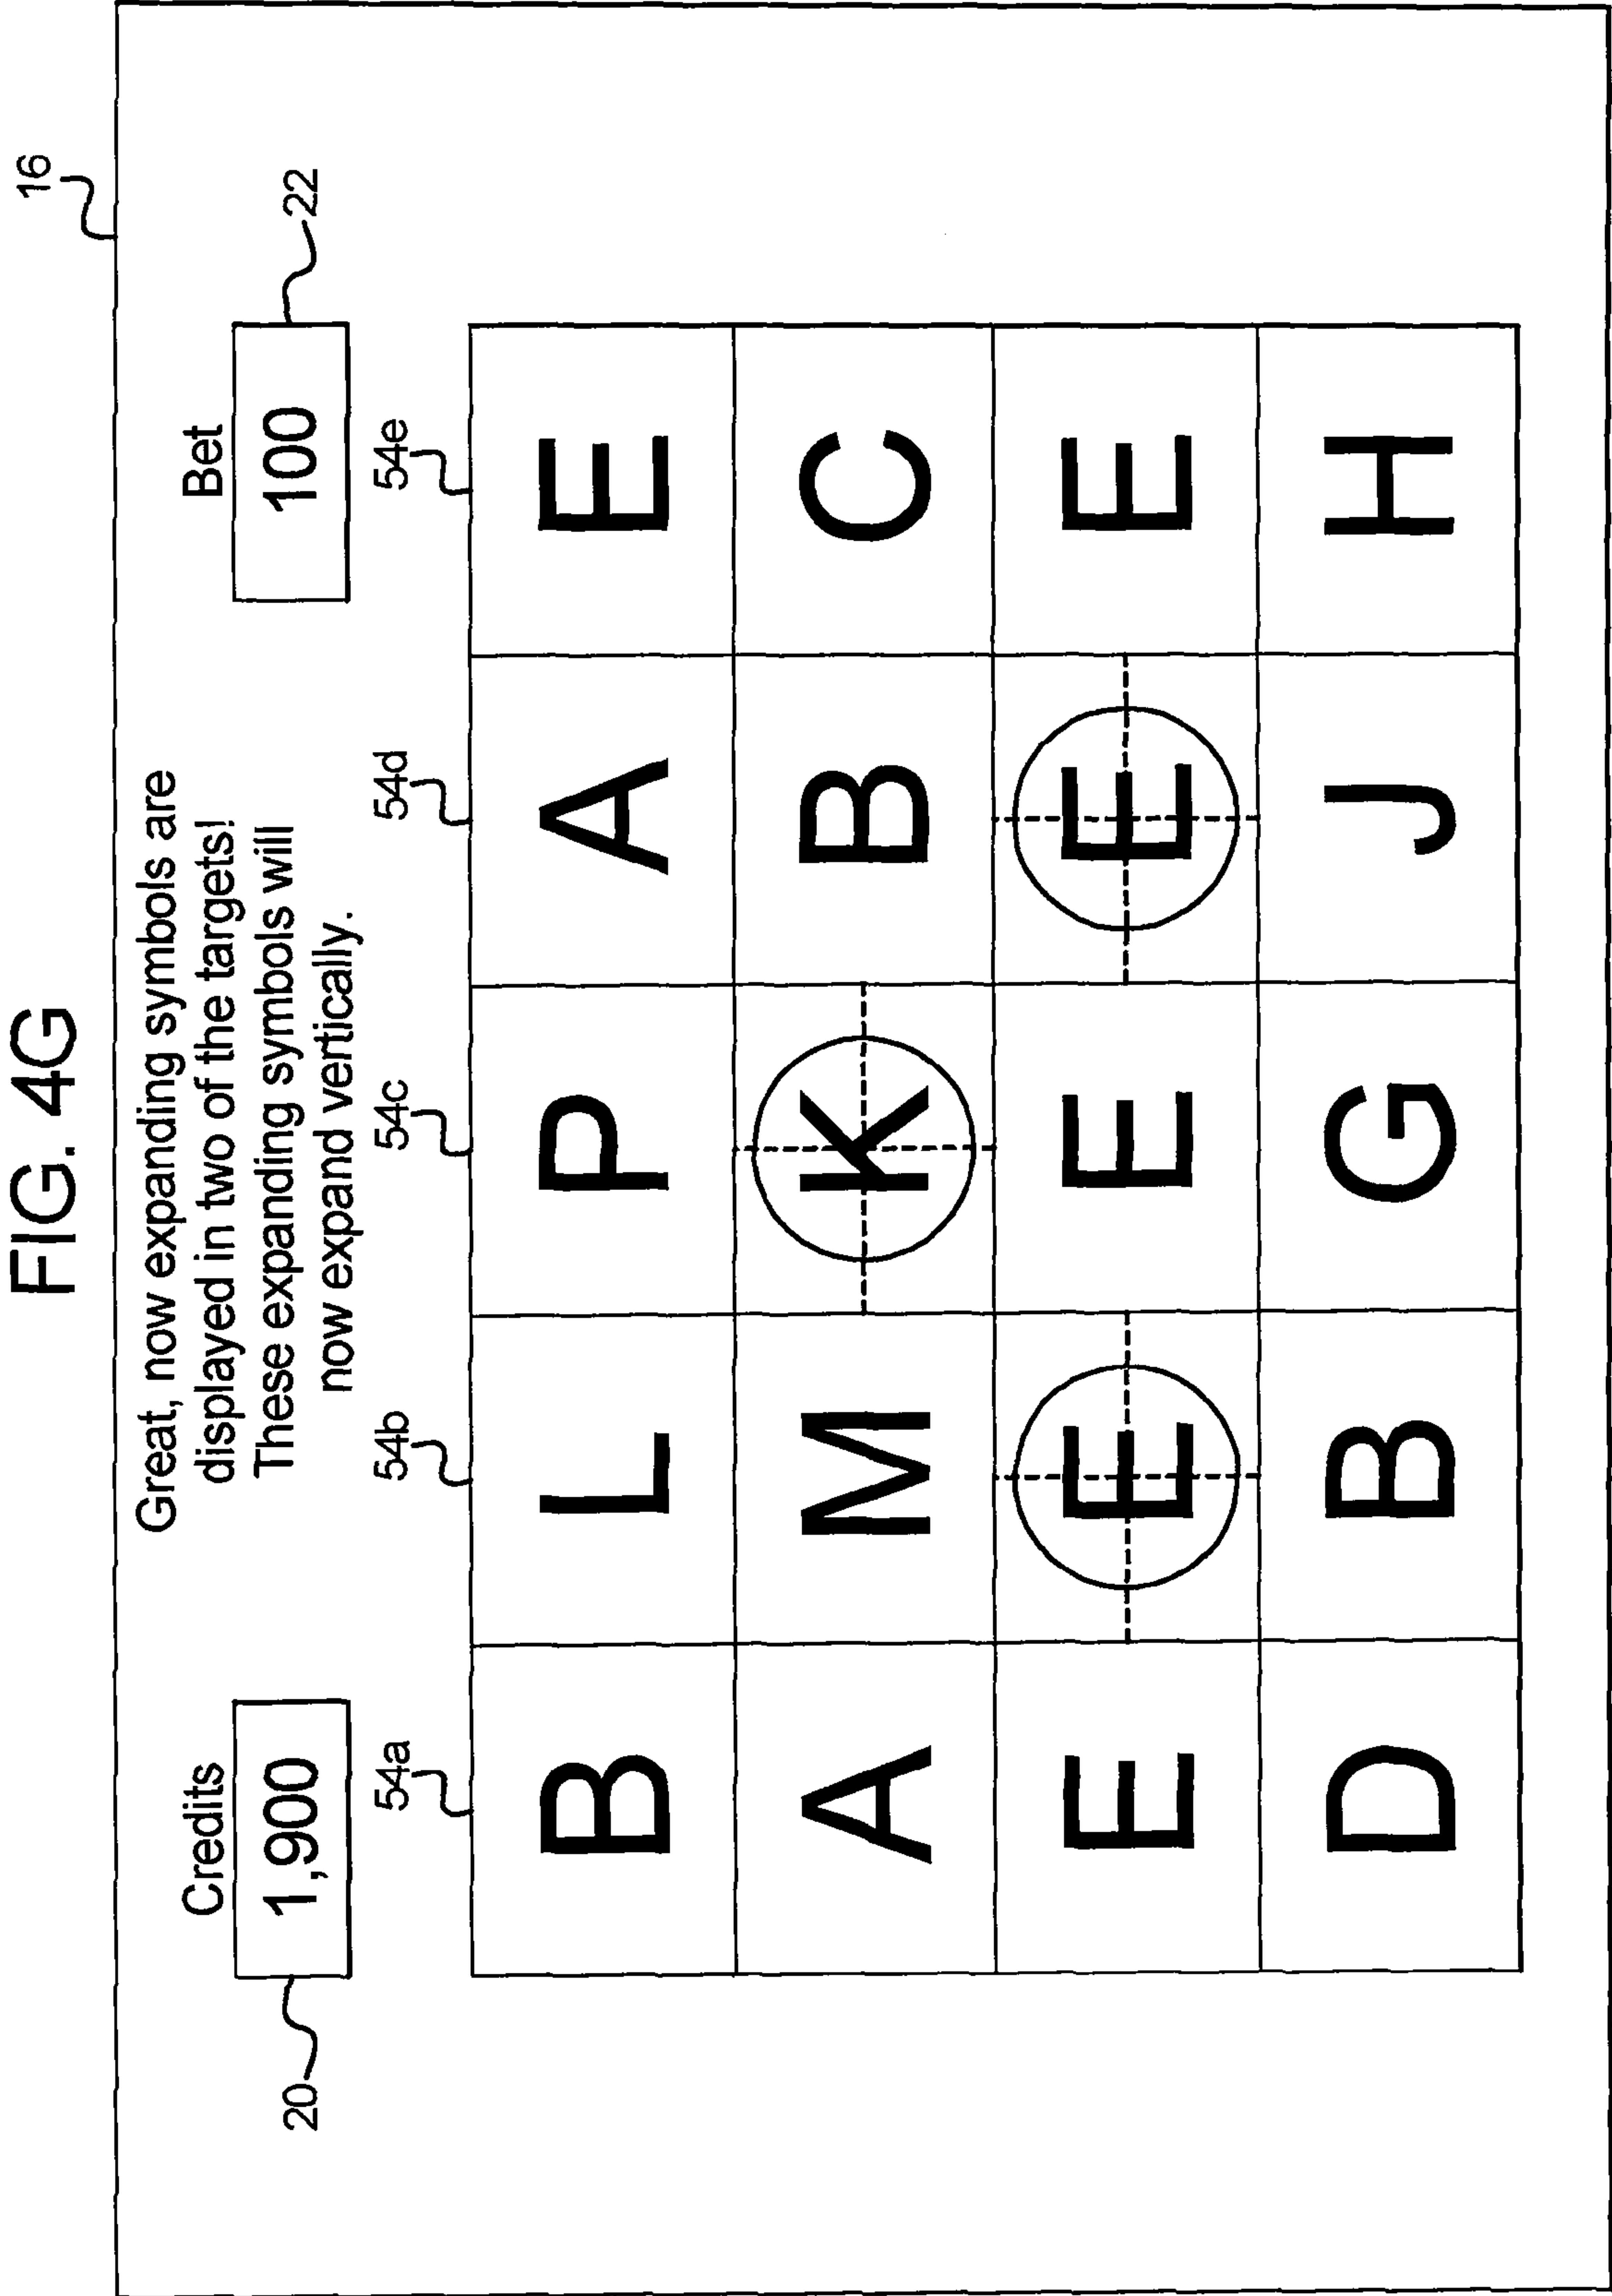 FIG. 4G
16
Great, now expanding symbols are
displayed in two of the targets!
These expanding symbols will
now expand vertically.
Credits
Bet
20
1,900
100
22
54a
54b
54c
54d
54e
B L P A E
A M K B C
E E E E E
D B G J H